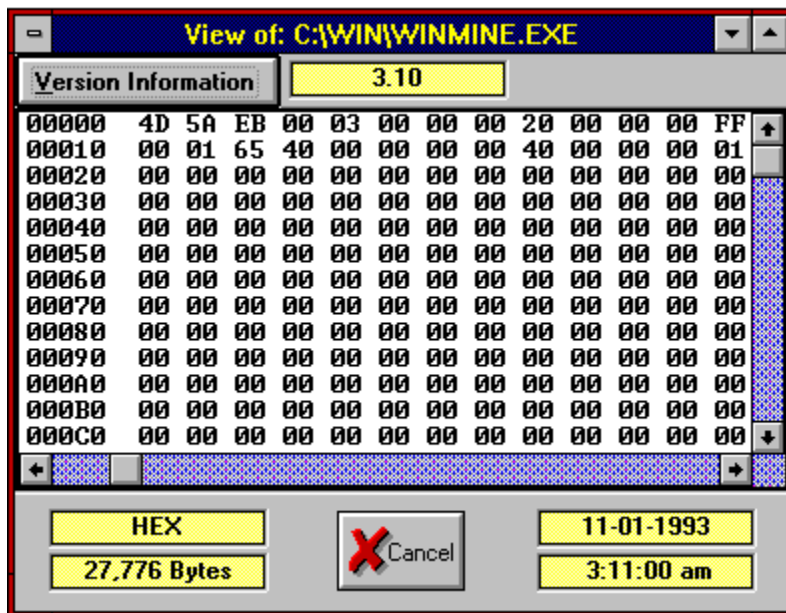 View of: C:\WIN\WINMINE.EXE
Version Information 3.10
00000 4D 5A EB 00 03 00 00 00 20 00 00 00 FF
00010 00 01 65 40 00 00 00 00 40 00 00 00 01
00020 00 00 00 00 00 00 00 00 00 00 00 00 00
00030 00 00 00 00 00 00 00 00 00 00 00 00 00
00040 00 00 00 00 00 00 00 00 00 00 00 00 00
00050 00 00 00 00 00 00 00 00 00 00 00 00 00
00060 00 00 00 00 00 00 00 00 00 00 00 00 00
00070 00 00 00 00 00 00 00 00 00 00 00 00 00
00080 00 00 00 00 00 00 00 00 00 00 00 00 00
00090 00 00 00 00 00 00 00 00 00 00 00 00 00
000A0 00 00 00 00 00 00 00 00 00 00 00 00 00
000B0 00 00 00 00 00 00 00 00 00 00 00 00 00
000C0 00 00 00 00 00 00 00 00 00 00 00 00 00
HEX
27,776 Bytes
Cancel
11-01-1993
3:11:00 am